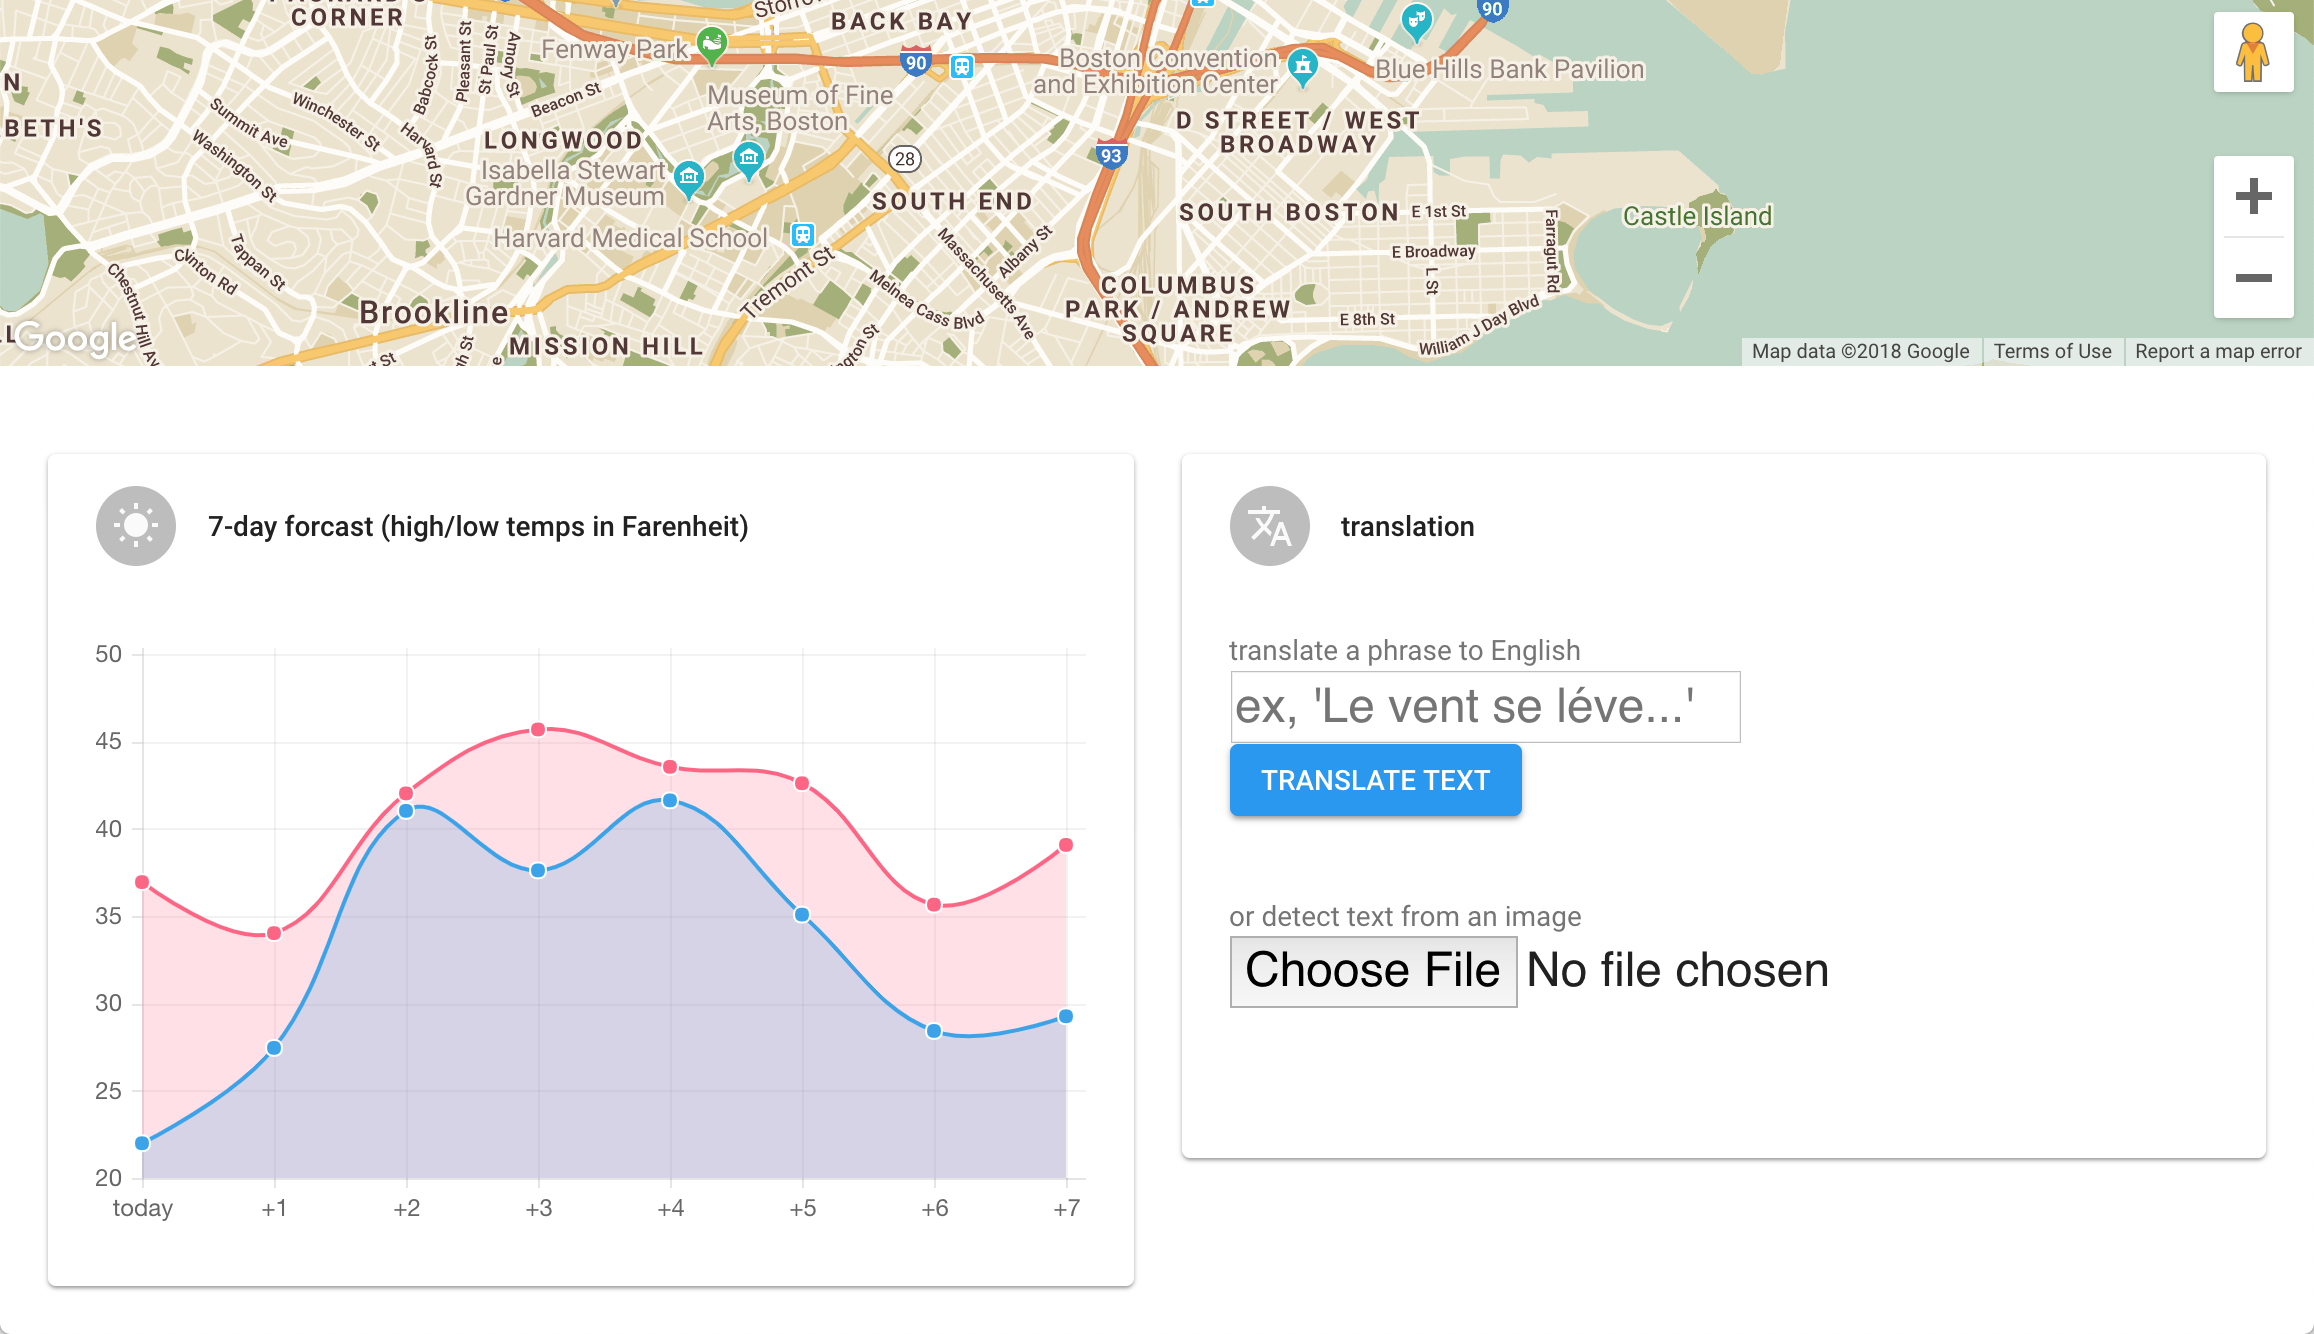 CORNER
BACK BAY
Storrow
90
Fenway Park
90
Boston Convention
and Exhibition Center
Blue Hills Bank Pavilion
N
Babcock St
Pleasant St
St Paul St
Amory St
Beacon St
Museum of Fine
Arts, Boston
Winchester St
Summit Ave
Washington St
Harvard St
BETH'S
LONGWOOD
D STREET / WEST
BROADWAY
28
93
Isabella Stewart
Gardner Museum
SOUTH END
SOUTH BOSTON
E 1st St
Farragut Rd
Castle Island
Harvard Medical School
Tremont St
Massachusetts Ave
Albany St
E Broadway
L St
Chestnut Hill Av
Clinton Rd
Tappan St
Melnea Cass Blvd
COLUMBUS
PARK / ANDREW
SQUARE
Brookline
E 8th St
William J Day Blvd
Google
MISSION HILL
ngton St
Map data ©2018 Google
Terms of Use
Report a map error
7-day forcast (high/low temps in Farenheit)
50
45
40
35
30
25
20
today +1 +2 +3 +4 +5 +6 +7
translation
translate a phrase to English
ex, 'Le vent se léve...'
TRANSLATE TEXT
or detect text from an image
Choose File No file chosen